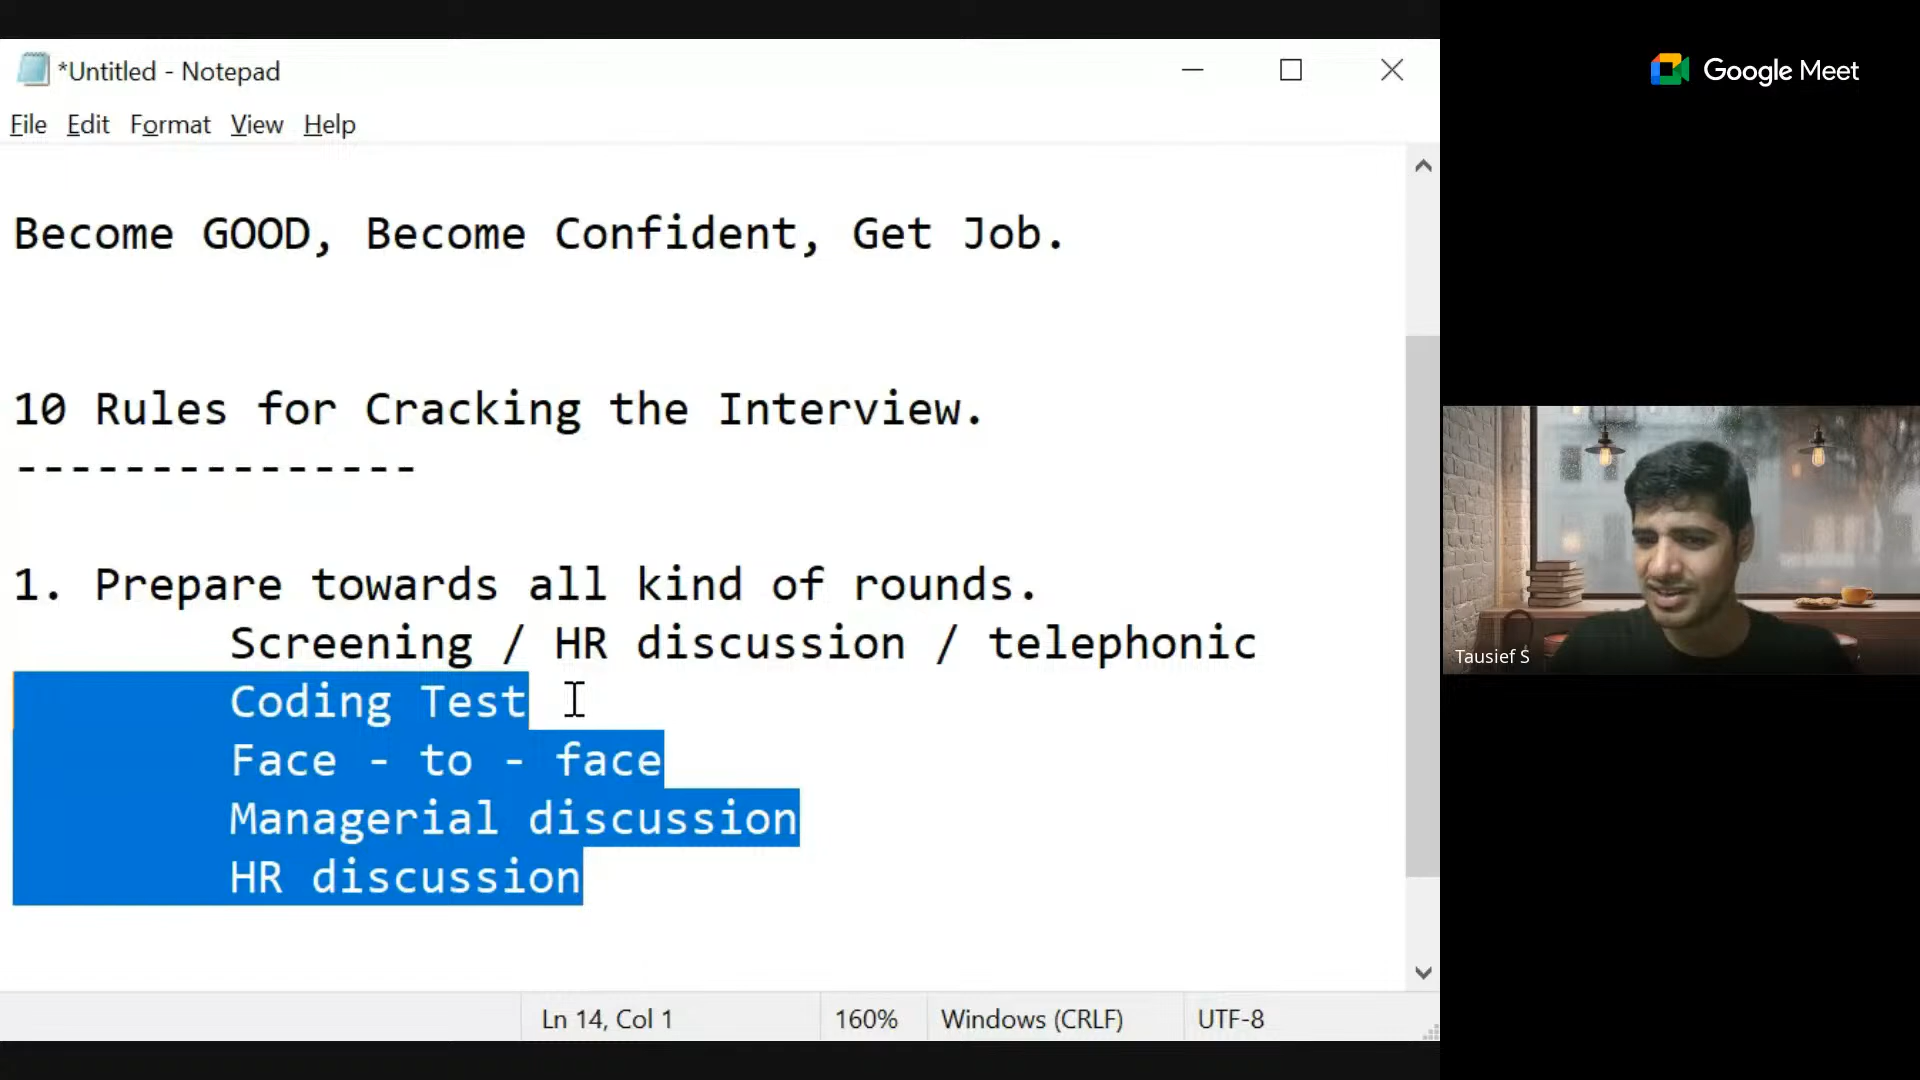 *Untitled - Notepad
File Edit Format View Help
Become GOOD, Become Confident, Get Job.
10 Rules for Cracking the Interview.
---------------
1. Prepare towards all kind of rounds.
Screening / HR discussion / telephonic
Coding Test
Face - to - face
Managerial discussion
HR discussion
Ln 14, Col 1
160%
Windows (CRLF)
UTF-8
Google Meet
Tausief S